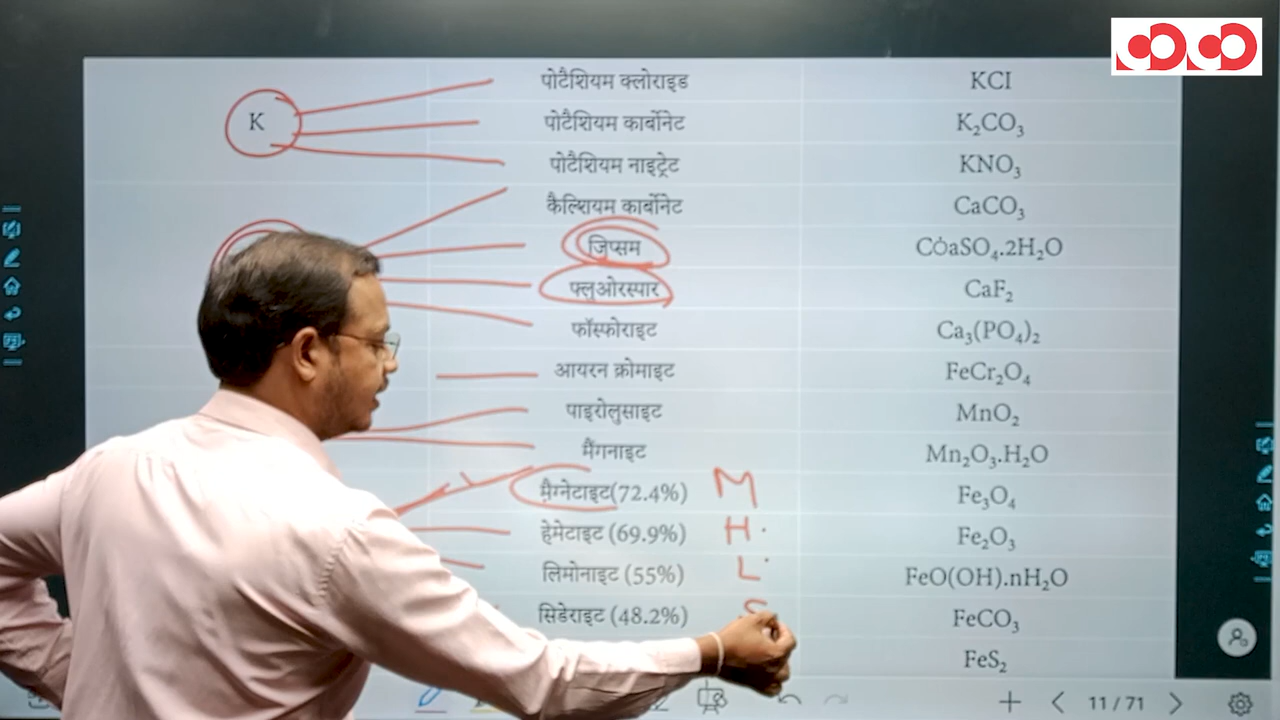 पोटैशियम क्लोराइड KCI
K पोटैशियम कार्बोनेट K₂CO₃
पोटैशियम नाइट्रेट KNO₃
कैल्शियम कार्बोनेट CaCO₃
जिप्सम CȮaSO₄.2H₂O
फ्लुओरस्पार CaF₂
फॉस्फोराइट Ca₃(PO₄)₂
आयरन क्रोमाइट FeCr₂O₄
पाइरोलुसाइट MnO₂
मैंगनाइट Mn₂O₃.H₂O
मैग्नेटाइट(72.4%) M Fe₃O₄
हेमेटाइट (69.9%) H. Fe₂O₃
लिमोनाइट (55%) L. FeO(OH).nH₂O
सिडेराइट (48.2%) FeCO₃
FeS₂
11 / 71